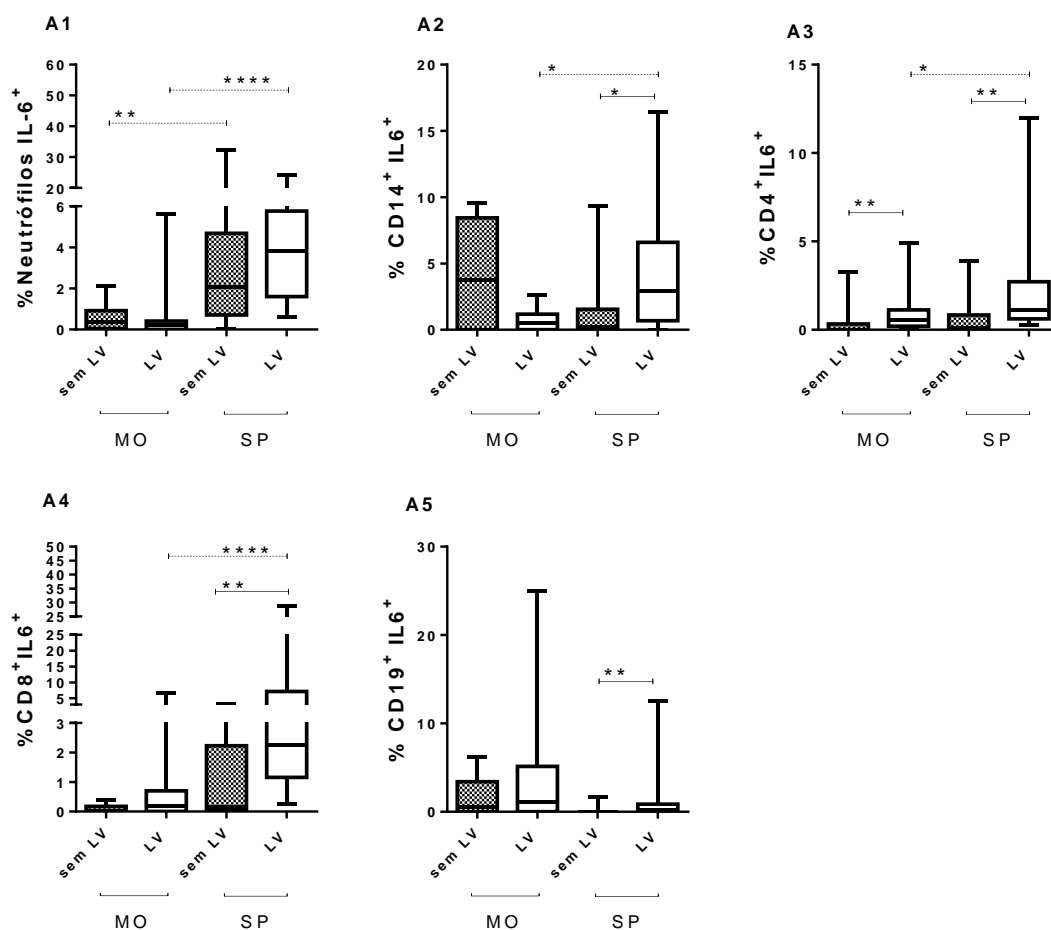 A1
%Neutrófilos IL-6+
60
50
40
30
20
6
4
2
0
**
****
sem LV
LV
sem LV
LV
MO
SP
A2
% CD14+ IL6+
20
15
10
5
0
*
*
sem LV
LV
sem LV
LV
MO
SP
A3
% CD4+IL6+
15
10
5
0
*
**
**
sem LV
LV
sem LV
LV
MO
SP
A4
%CD8+IL6+
50
45
40
35
30
25
25
20
15
10
5
3
2
1
0
****
**
sem LV
LV
sem LV
LV
MO
SP
A5
% CD19+ IL6+
30
20
10
0
**
sem LV
LV
sem LV
LV
MO
SP